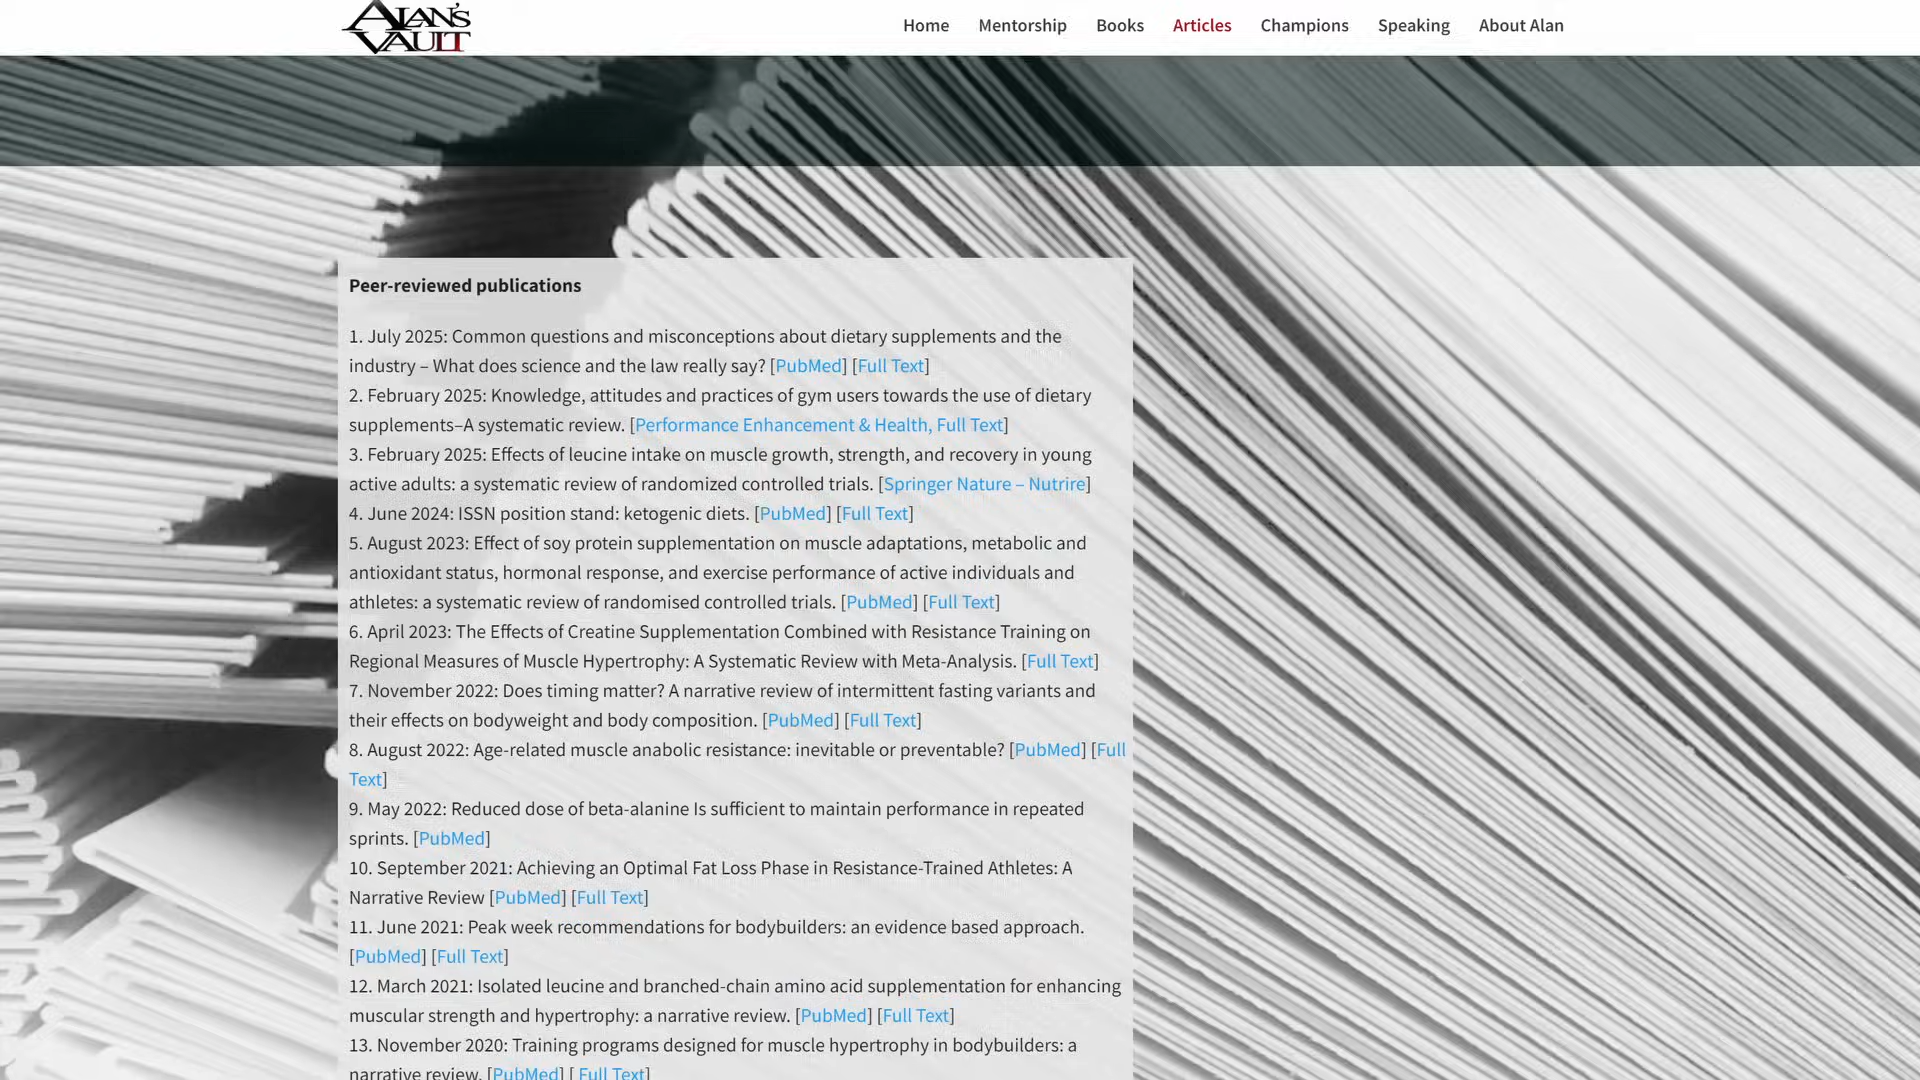 ALAN'S
VAULT
Home Mentorship Books Articles Champions Speaking About Alan
Peer-reviewed publications
1. July 2025: Common questions and misconceptions about dietary supplements and the
industry – What does science and the law really say? [PubMed] [Full Text]
2. February 2025: Knowledge, attitudes and practices of gym users towards the use of dietary
supplements–A systematic review. [Performance Enhancement & Health, Full Text]
3. February 2025: Effects of leucine intake on muscle growth, strength, and recovery in young
active adults: a systematic review of randomized controlled trials. [Springer Nature – Nutrire]
4. June 2024: ISSN position stand: ketogenic diets. [PubMed] [Full Text]
5. August 2023: Effect of soy protein supplementation on muscle adaptations, metabolic and
antioxidant status, hormonal response, and exercise performance of active individuals and
athletes: a systematic review of randomised controlled trials. [PubMed] [Full Text]
6. April 2023: The Effects of Creatine Supplementation Combined with Resistance Training on
Regional Measures of Muscle Hypertrophy: A Systematic Review with Meta-Analysis. [Full Text]
7. November 2022: Does timing matter? A narrative review of intermittent fasting variants and
their effects on bodyweight and body composition. [PubMed] [Full Text]
8. August 2022: Age-related muscle anabolic resistance: inevitable or preventable? [PubMed] [Full
Text]
9. May 2022: Reduced dose of beta-alanine Is sufficient to maintain performance in repeated
sprints. [PubMed]
10. September 2021: Achieving an Optimal Fat Loss Phase in Resistance-Trained Athletes: A
Narrative Review [PubMed] [Full Text]
11. June 2021: Peak week recommendations for bodybuilders: an evidence based approach.
[PubMed] [Full Text]
12. March 2021: Isolated leucine and branched-chain amino acid supplementation for enhancing
muscular strength and hypertrophy: a narrative review. [PubMed] [Full Text]
13. November 2020: Training programs designed for muscle hypertrophy in bodybuilders: a
narrative review. [PubMed] [ Full Text]